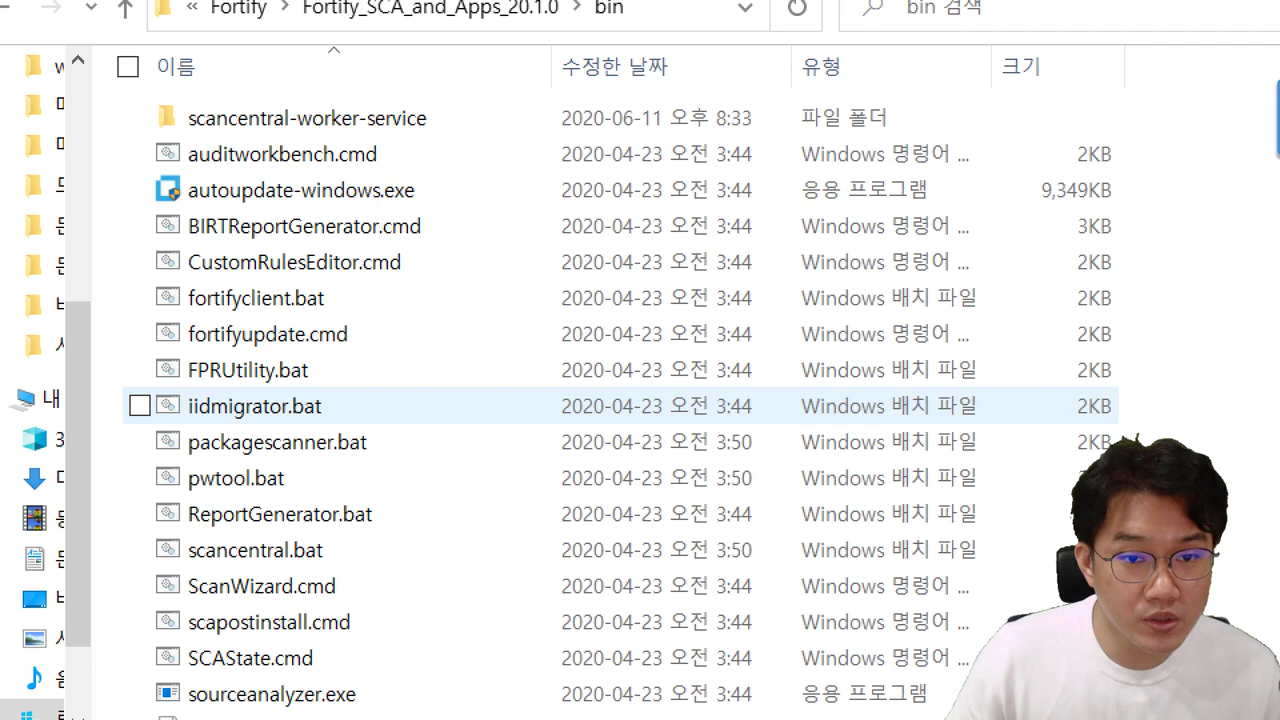 « Fortify > Fortify_SCA_and_Apps_20.1.0 > bin
bin 검색
이름 수정한 날짜 유형 크기
scancentral-worker-service 2020-06-11 오후 8:33 파일 폴더
auditworkbench.cmd 2020-04-23 오전 3:44 Windows 명령어 ... 2KB
autoupdate-windows.exe 2020-04-23 오전 3:44 응용 프로그램 9,349KB
BIRTReportGenerator.cmd 2020-04-23 오전 3:44 Windows 명령어 ... 3KB
CustomRulesEditor.cmd 2020-04-23 오전 3:44 Windows 명령어 ... 2KB
fortifyclient.bat 2020-04-23 오전 3:44 Windows 배치 파일 2KB
fortifyupdate.cmd 2020-04-23 오전 3:44 Windows 명령어 ... 2KB
FPRUtility.bat 2020-04-23 오전 3:44 Windows 배치 파일 2KB
iidmigrator.bat 2020-04-23 오전 3:44 Windows 배치 파일 2KB
packagescanner.bat 2020-04-23 오전 3:50 Windows 배치 파일 2KB
pwtool.bat 2020-04-23 오전 3:50 Windows 배치 파일
ReportGenerator.bat 2020-04-23 오전 3:44 Windows 배치 파일
scancentral.bat 2020-04-23 오전 3:50 Windows 배치 파일
ScanWizard.cmd 2020-04-23 오전 3:44 Windows 명령어 ...
scapostinstall.cmd 2020-04-23 오전 3:44 Windows 명령어 ...
SCAState.cmd 2020-04-23 오전 3:44 Windows 명령어 ...
sourceanalyzer.exe 2020-04-23 오전 3:44 응용 프로그램
내